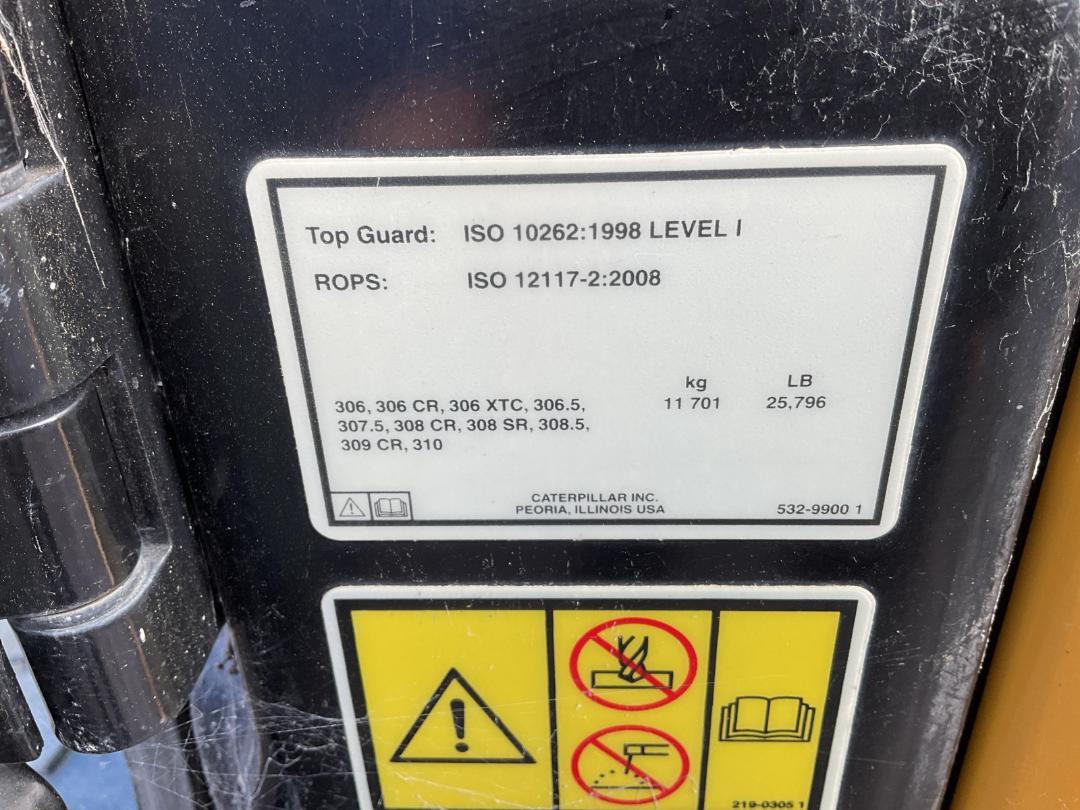 Top Guard: ISO 10262:1998 LEVEL I
ROPS: ISO 12117-2:2008
kg LB
306, 306 CR, 306 XTC, 306.5, 11 701 25,796
307.5, 308 CR, 308 SR, 308.5,
309 CR, 310
CATERPILLAR INC.
PEORIA, ILLINOIS USA 532-9900 1
219-0305 1